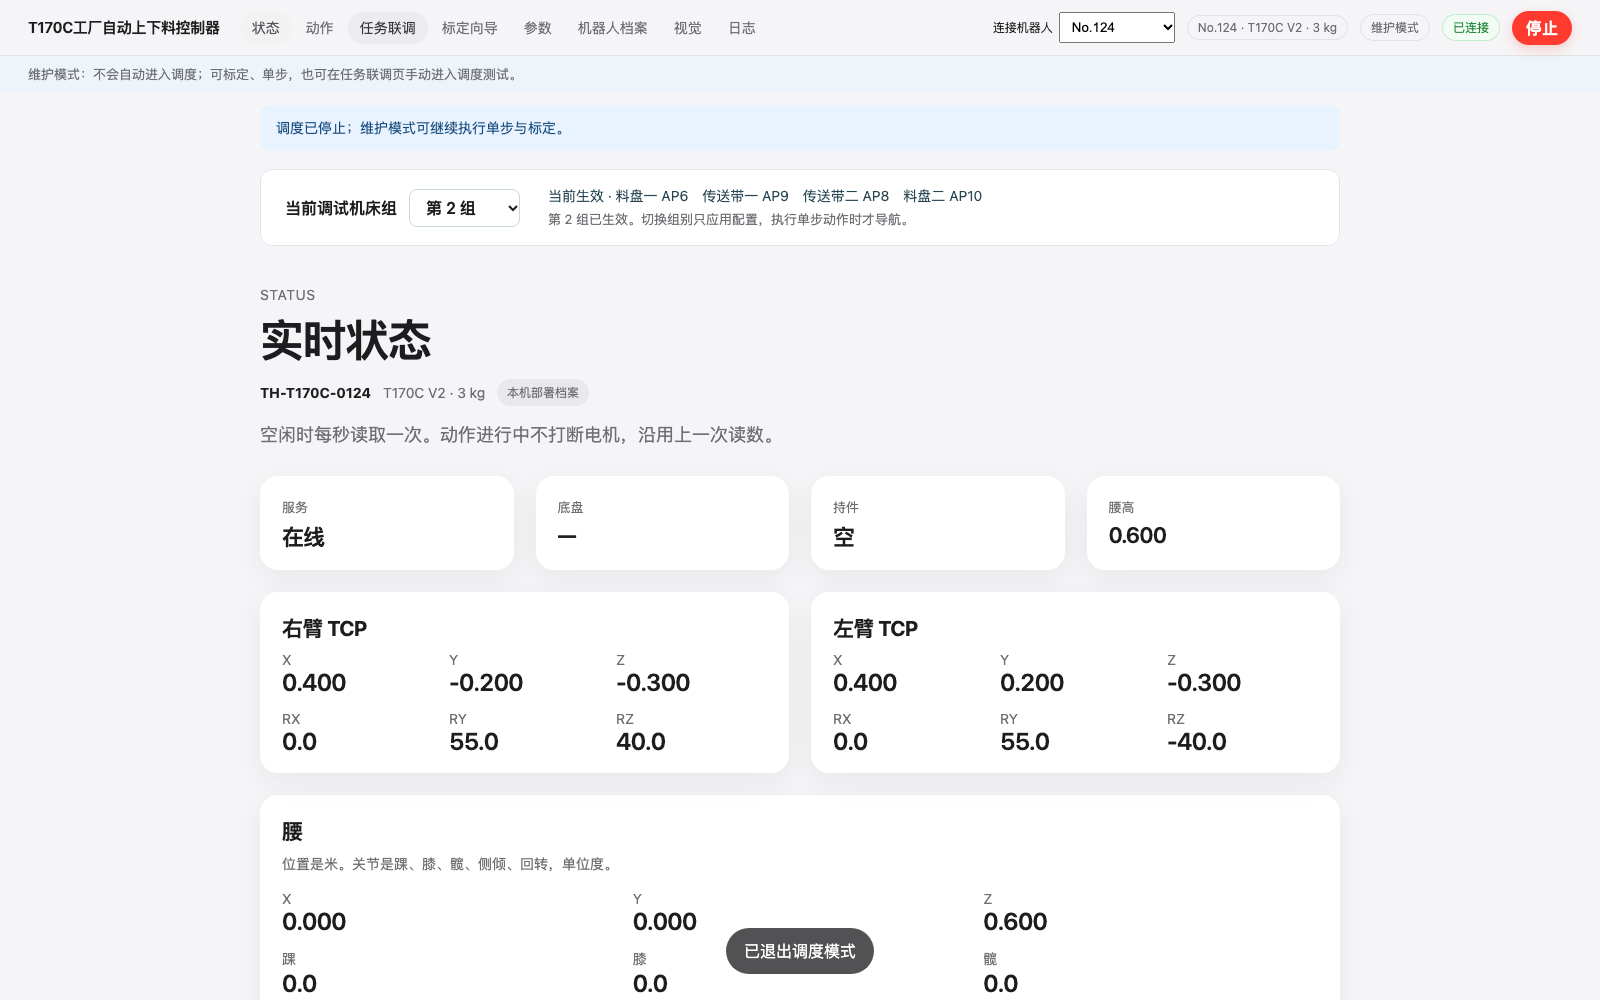 T170C工厂自动上下料控制器 状态 动作 任务联调 标定向导 参数 机器人档案 视觉 日志 连接机器人 No.124 No.124 · T170C V2 · 3 kg 维护模式 已连接 停止
维护模式：不会自动进入调度；可标定、单步，也可在任务联调页手动进入调度测试。
调度已停止；维护模式可继续执行单步与标定。
当前调试机床组 第 2 组
当前生效 · 料盘一 AP6 传送带一 AP9 传送带二 AP8 料盘二 AP10
第 2 组已生效。切换组别只应用配置，执行单步动作时才导航。
STATUS
实时状态
TH-T170C-0124 T170C V2 · 3 kg 本机部署档案
空闲时每秒读取一次。动作进行中不打断电机，沿用上一次读数。
服务 底盘 持件 腰高
在线 — 空 0.600
右臂 TCP
X Y Z
0.400 -0.200 -0.300
RX RY RZ
0.0 55.0 40.0
左臂 TCP
X Y Z
0.400 0.200 -0.300
RX RY RZ
0.0 55.0 -40.0
腰
位置是米。关节是踝、膝、髋、侧倾、回转，单位度。
X Y Z
0.000 0.000 0.600
踝 膝 髋
0.0 0.0 0.0
已退出调度模式